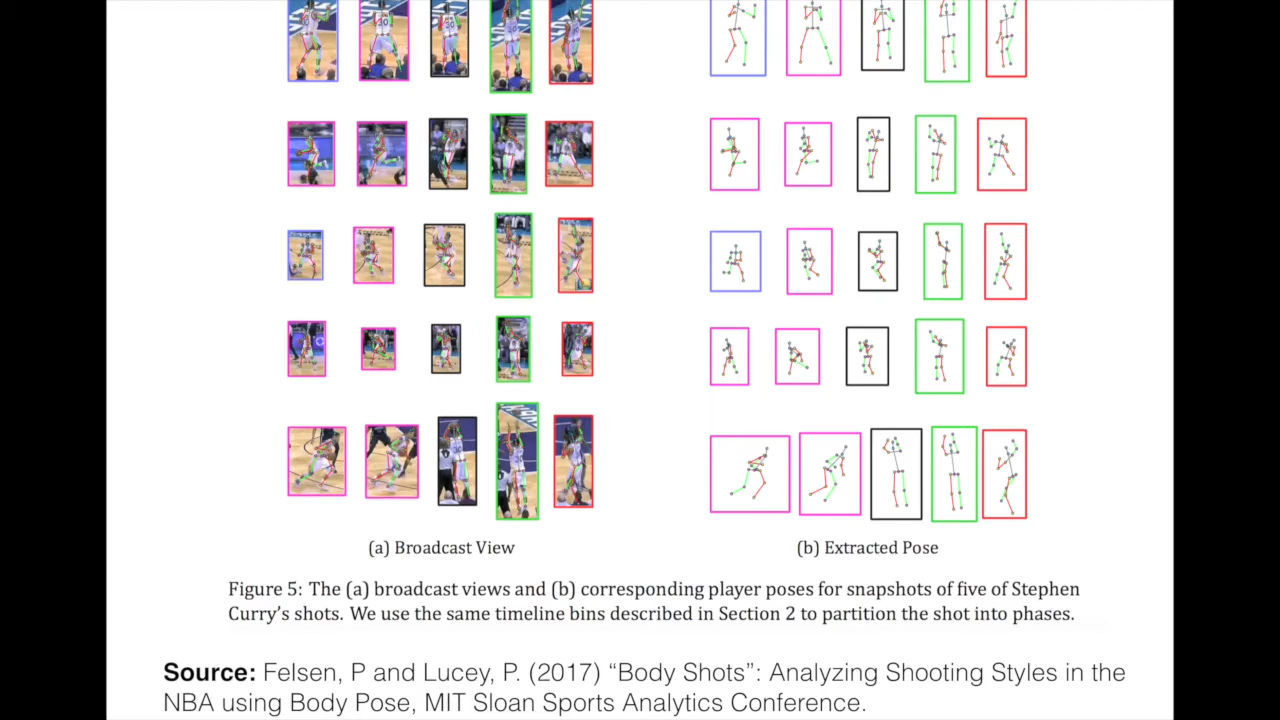 (a) Broadcast View
(b) Extracted Pose
Figure 5: The (a) broadcast views and (b) corresponding player poses for snapshots of five of Stephen
Curry's shots. We use the same timeline bins described in Section 2 to partition the shot into phases.
Source: Felsen, P and Lucey, P. (2017) “Body Shots”: Analyzing Shooting Styles in the
NBA using Body Pose, MIT Sloan Sports Analytics Conference.